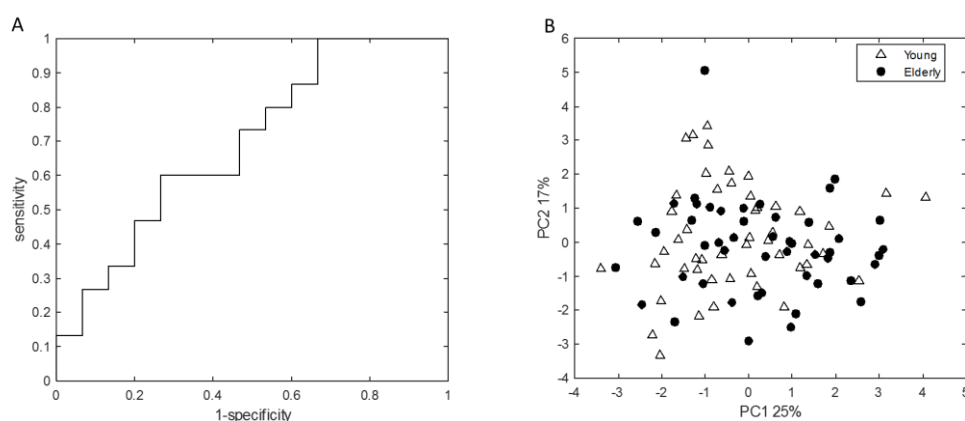 A
1
0.9
0.8
0.7
0.6
0.5
0.4
0.3
0.2
0.1
0
sensitivity
0 0.2 0.4 0.6 0.8 1
1-specificity
B
6
5
4
3
2
1
0
-1
-2
-3
-4
PC2 17%
Young
Elderly
-4 -3 -2 -1 0 1 2 3 4 5
PC1 25%